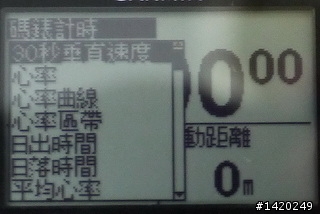 碼錶計時
30秒垂直速度
心率
心率曲線
心率區帶
日出時間
日落時間
平均心率
00⁰⁰
動足距離
0m
#1420249